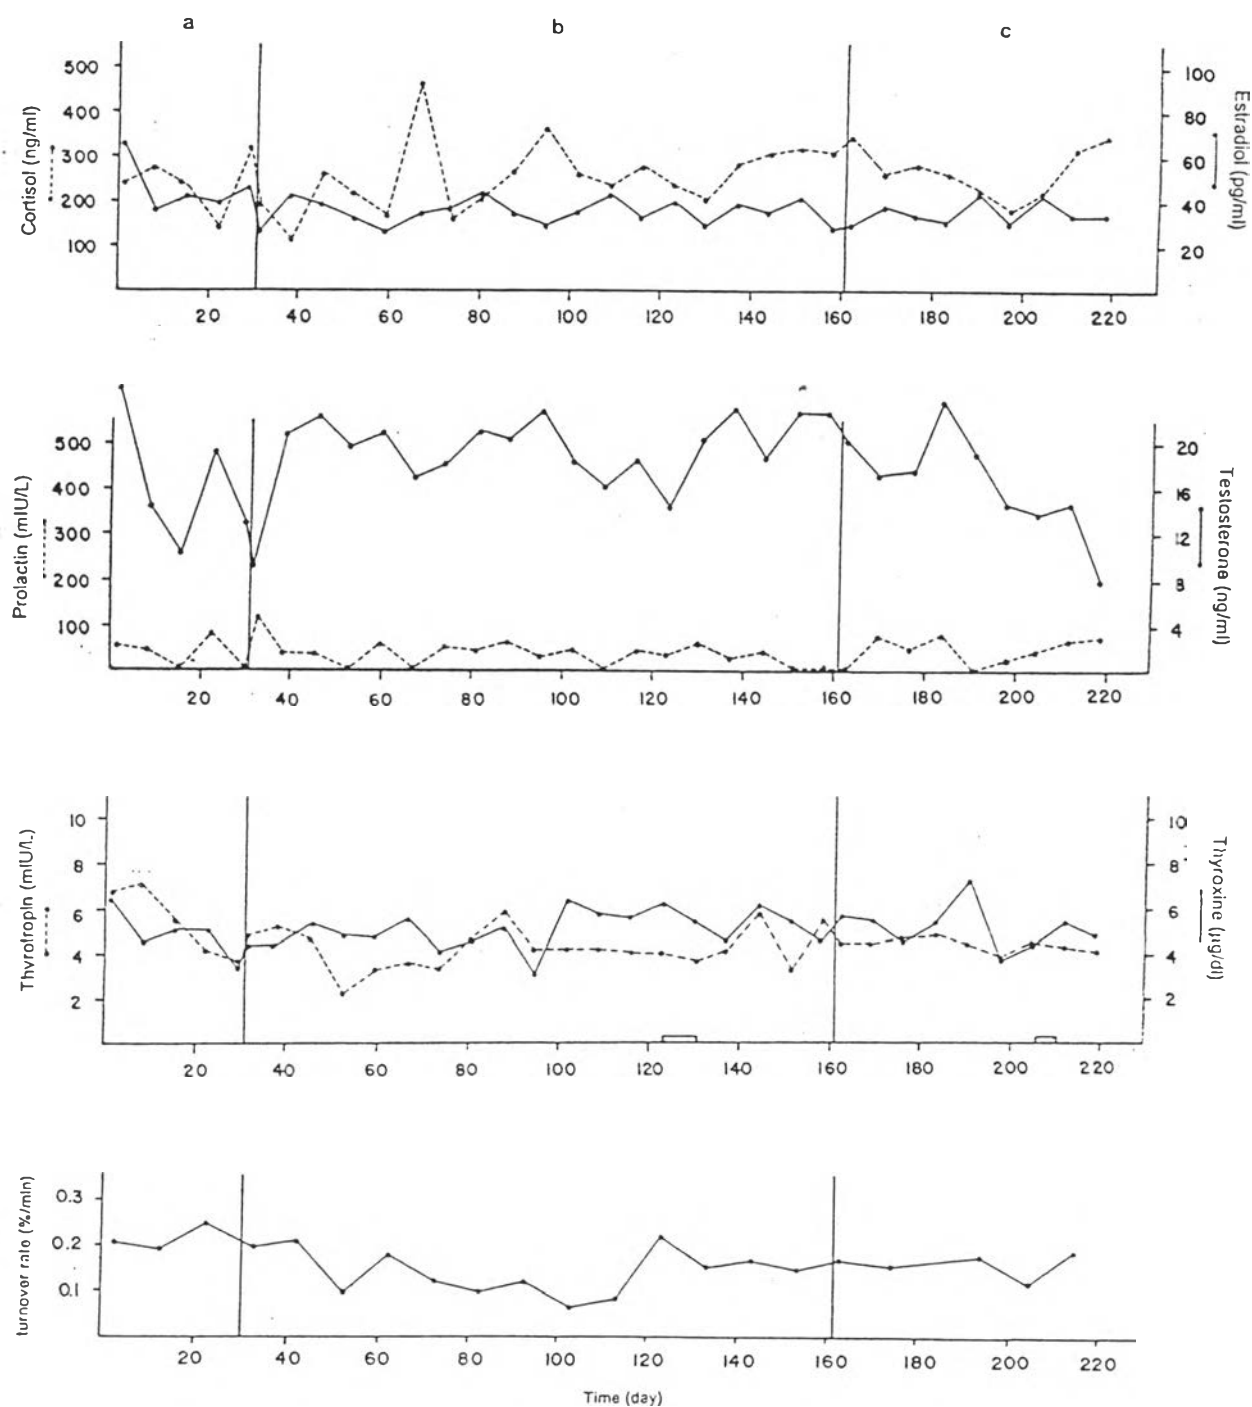 a b c
Cortisol (ng/ml)
500
400
300
200
100
100
80
60
40
20
Estradiol (pg/ml)
20 40 60 80 100 120 140 160 180 200 220
Prolactin (mIU/L)
500
400
300
200
100
20
16
12
8
4
Testosterone (ng/ml)
20 40 60 80 100 120 140 160 180 200 220
Thyrotropin (mIU/L)
10
8
6
4
2
10
8
6
4
2
Thyroxine (µg/dl)
20 40 60 80 100 120 140 160 180 200 220
turnover rate (%/min)
0.3
0.2
0.1
20 40 60 80 100 120 140 160 180 200 220
Time (day)